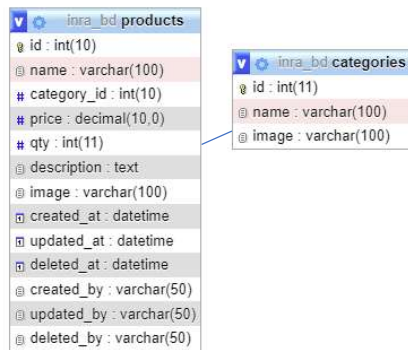 inra_bd products
id : int(10)
name : varchar(100)
category_id : int(10)
price : decimal(10,0)
qty : int(11)
description : text
image : varchar(100)
created_at : datetime
updated_at : datetime
deleted_at : datetime
created_by : varchar(50)
updated_by : varchar(50)
deleted_by : varchar(50)
inra_bd categories
id : int(11)
name : varchar(100)
image : varchar(100)